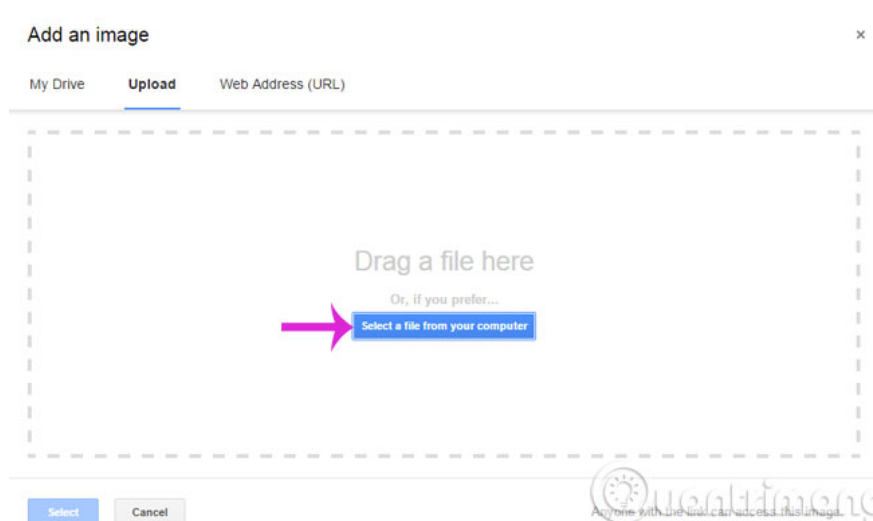 Add an image
×
My Drive Upload Web Address (URL)
Drag a file here
Or, if you prefer...
Select a file from your computer
Select Cancel
Anyone with the link can access this image.